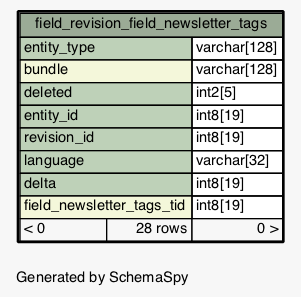 field_revision_field_newsletter_tags
entity_type varchar[128]
bundle varchar[128]
deleted int2[5]
entity_id int8[19]
revision_id int8[19]
language varchar[32]
delta int8[19]
field_newsletter_tags_tid int8[19]
< 0 28 rows 0 >
Generated by SchemaSpy